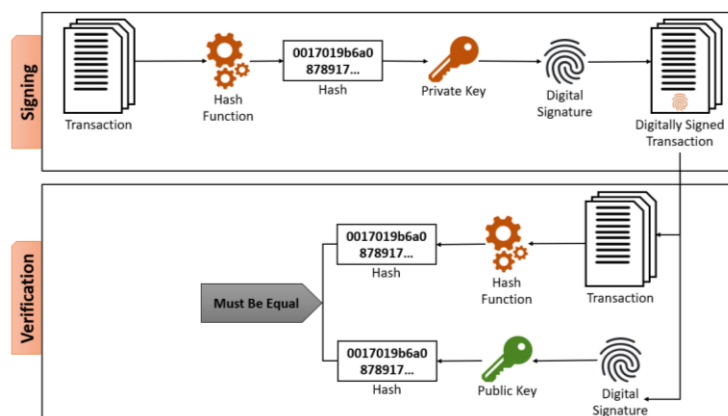 Signing
Transaction
Hash
Function
0017019b6a0
878917...
Hash
Private Key
Digital
Signature
Digitally Signed
Transaction
Verification
Must Be Equal
0017019b6a0
878917...
Hash
Hash
Function
Transaction
0017019b6a0
878917...
Hash
Public Key
Digital
Signature